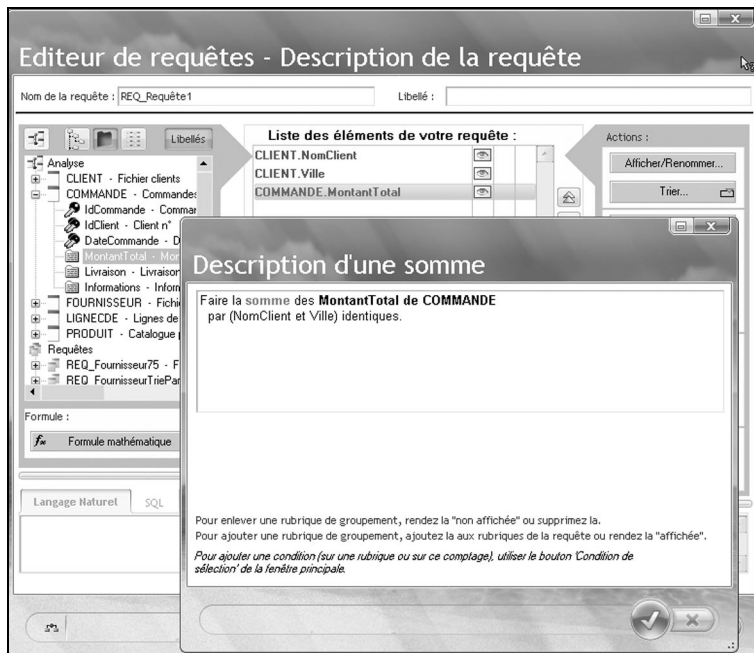 Editeur de requêtes - Description de la requête
Nom de la requête : REQ_Requête1
Libellé :
Libellés
Analyse
CLIENT - Fichier clients
COMMANDE - Commandes
IdCommande - Comman
IdClient - Client n°
DateCommande - D
MontantTotal - Mon
Livraison - Livraison
Informations - Inform
FOURNISSEUR - Fichi
LIGNECDE - Lignes de
PRODUIT - Catalogue
Requêtes
REQ_Fournisseur75 - F
REQ_FournisseurTriePar
Formule :
fx Formule mathématique
Langage Naturel
SQL
Liste des éléments de votre requête :
CLIENT.NomClient
CLIENT.Ville
COMMANDE.MontantTotal
Actions :
Afficher/Renommer...
Trier...
Description d'une somme
Faire la somme des MontantTotal de COMMANDE
par (NomClient et Ville) identiques.
Pour enlever une rubrique de groupement, rendez la "non affichée" ou supprimez la.
Pour ajouter une rubrique de groupement, ajoutez la aux rubriques de la requête ou rendez la "affichée".
Pour ajouter une condition (sur une rubrique ou sur ce comptage), utiliser le bouton 'Condition de
sélection' de la fenêtre principale.